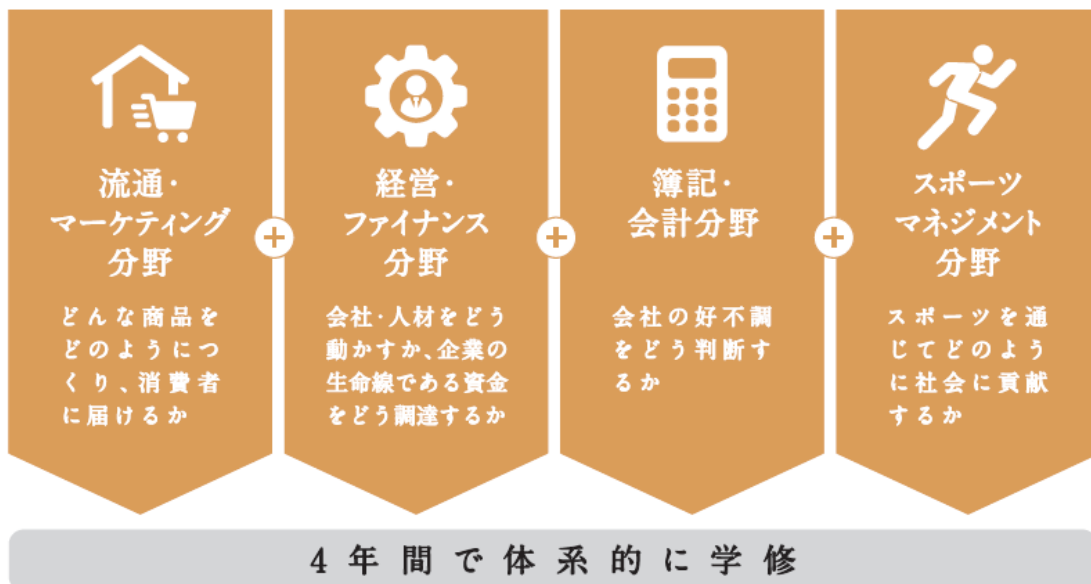 流通・
マーケティング
分野
どんな商品を
どのようにつ
くり、消費者
に届けるか
経営・
ファイナンス
分野
会社・人材をどう
動かすか、企業の
生命線である資金
をどう調達するか
簿記・
会計分野
会社の好不調
をどう判断す
るか
スポーツ
マネジメント
分野
スポーツを通
じてどのよう
に社会に貢献
するか
4年間で体系的に学修